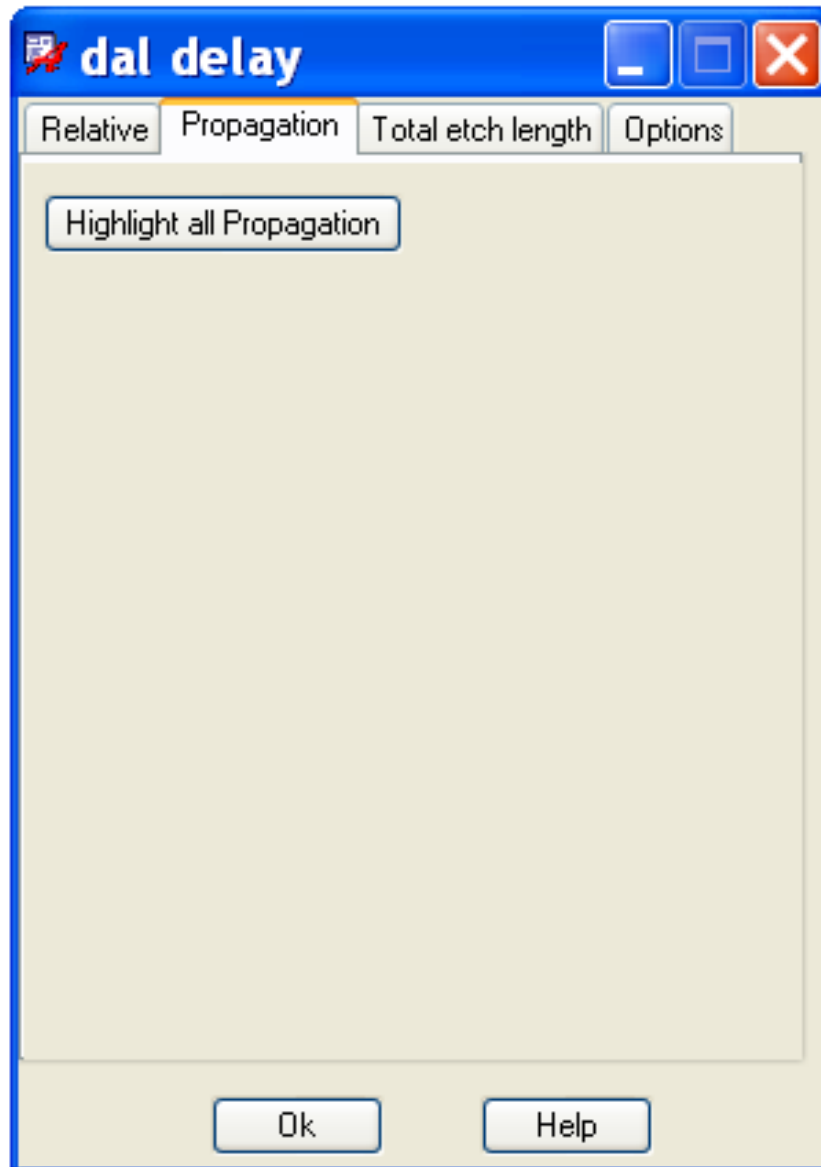 dal delay
Relative Propagation Total etch length Options
Highlight all Propagation
Ok Help